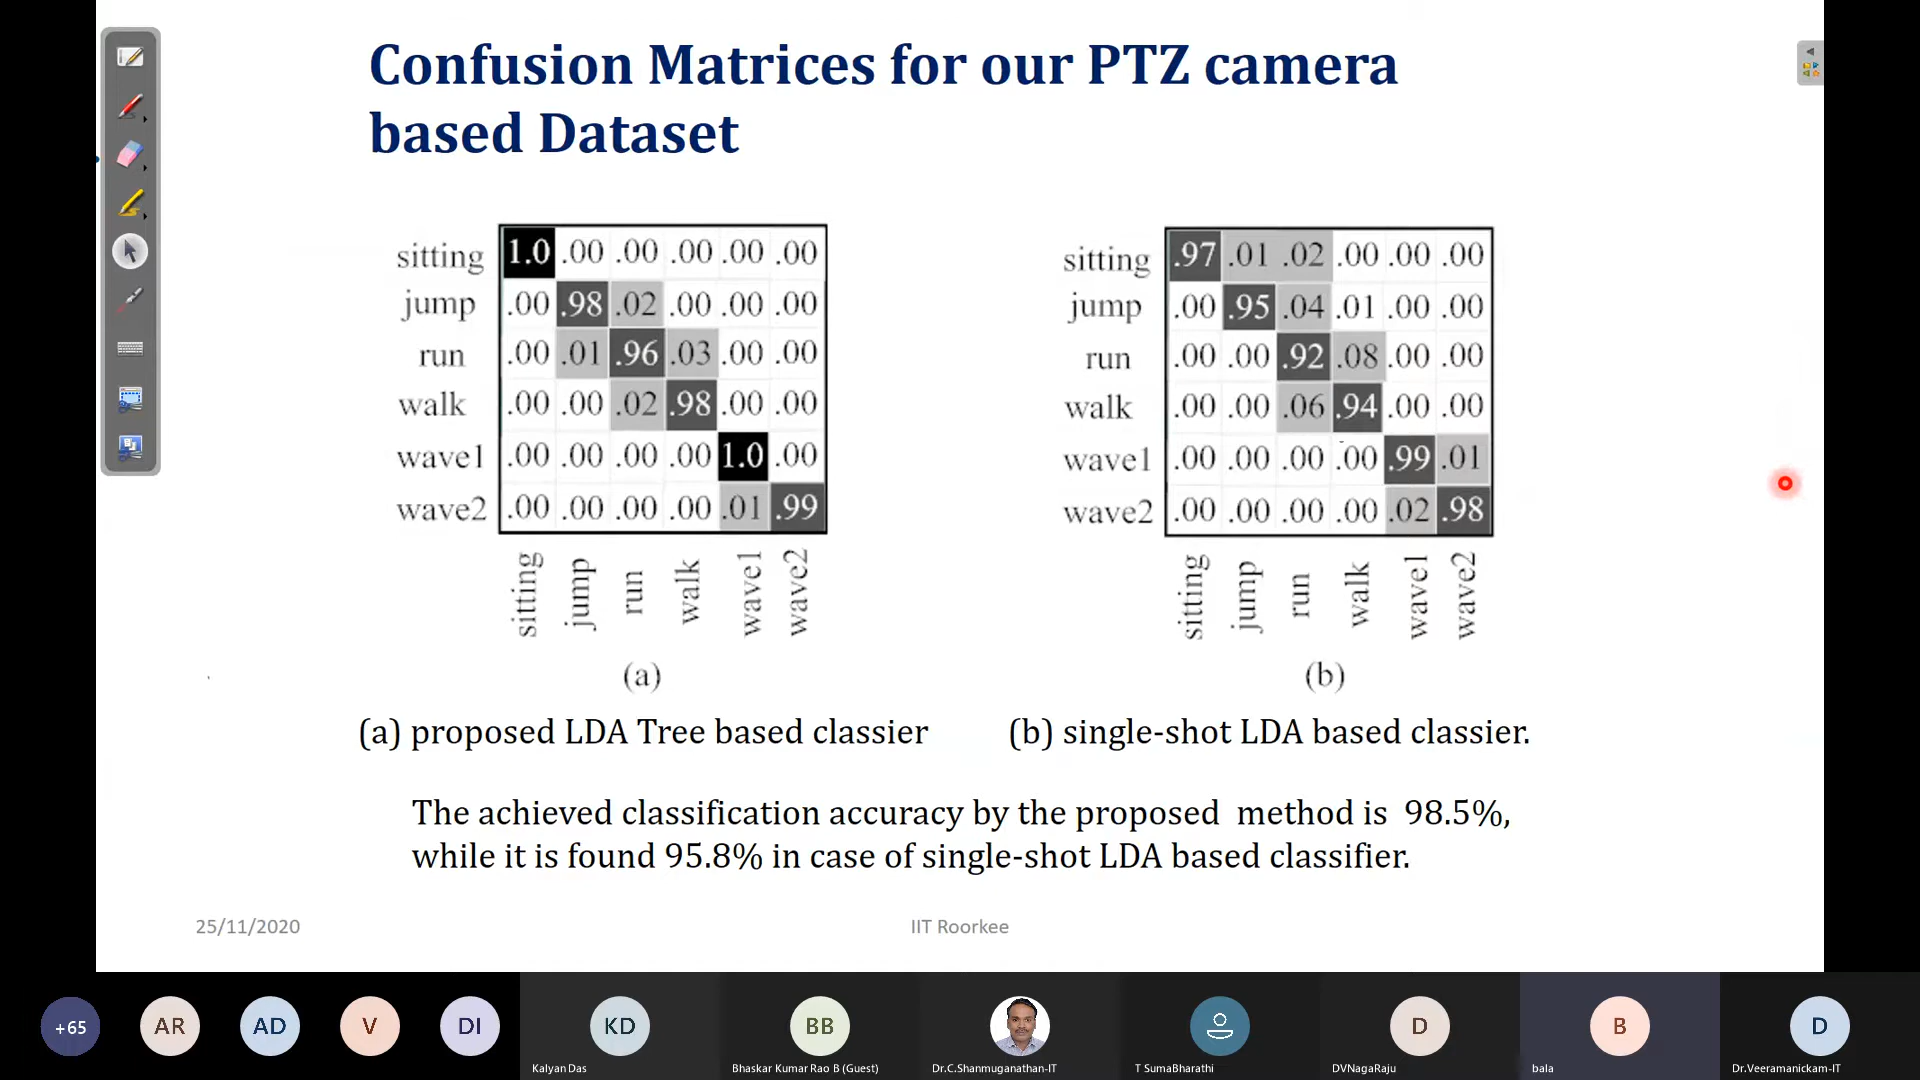 Confusion Matrices for our PTZ camera
based Dataset
sitting 1.0 .00 .00 .00 .00 .00
jump .00 .98 .02 .00 .00 .00
run .00 .01 .96 .03 .00 .00
walk .00 .00 .02 .98 .00 .00
wave1 .00 .00 .00 .00 1.0 .00
wave2 .00 .00 .00 .00 .01 .99
sitting jump run walk wave1 wave2
(a)
sitting .97 .01 .02 .00 .00 .00
jump .00 .95 .04 .01 .00 .00
run .00 .00 .92 .08 .00 .00
walk .00 .00 .06 .94 .00 .00
wave1 .00 .00 .00 .00 .99 .01
wave2 .00 .00 .00 .00 .02 .98
sitting jump run walk wave1 wave2
(b)
(a) proposed LDA Tree based classier
(b) single-shot LDA based classier.
The achieved classification accuracy by the proposed method is 98.5%,
while it is found 95.8% in case of single-shot LDA based classifier.
25/11/2020
IIT Roorkee
+65 AR AD V DI KD BB D B D
Kalyan Das
Bhaskar Kumar Rao B (Guest)
Dr.C.Shanmuganathan-IT
T SumaBharathi
DVNagaRaju
bala
Dr.Veeramanickam-IT